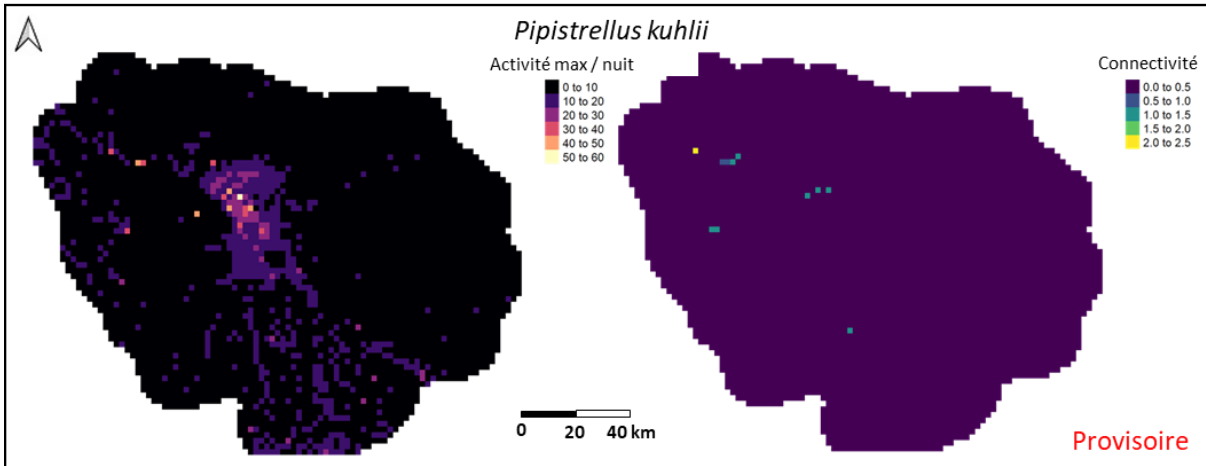 Pipistrellus kuhlii
Activité max / nuit
0 to 10
10 to 20
20 to 30
30 to 40
40 to 50
50 to 60
Connectivité
0.0 to 0.5
0.5 to 1.0
1.0 to 1.5
1.5 to 2.0
2.0 to 2.5
0 20 40 km
Provisoire